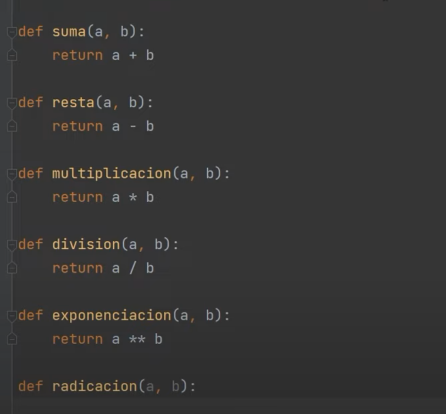 def suma(a, b):
    return a + b
def resta(a, b):
    return a - b
def multiplicacion(a, b):
    return a * b
def division(a, b):
    return a / b
def exponenciacion(a, b):
    return a ** b
def radicacion(a, b):